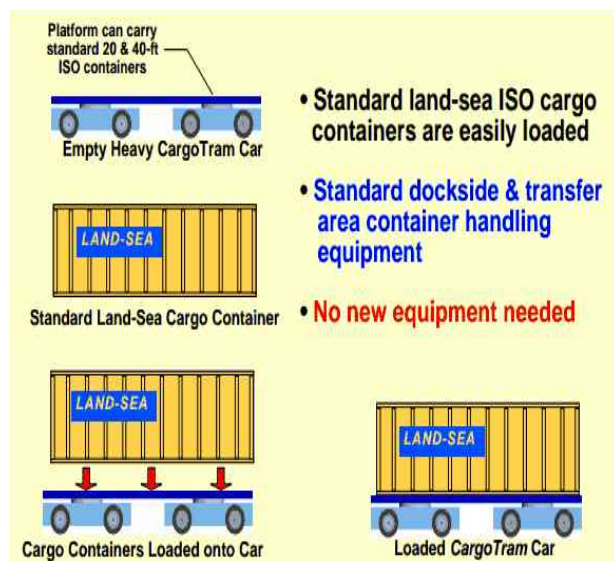 Platform can carry
standard 20 & 40-ft
ISO containers
Empty Heavy CargoTram Car
LAND-SEA
Standard Land-Sea Cargo Container
LAND-SEA
Cargo Containers Loaded onto Car
• Standard land-sea ISO cargo
containers are easily loaded
• Standard dockside & transfer
area container handling
equipment
• No new equipment needed
LAND-SEA
Loaded CargoTram Car